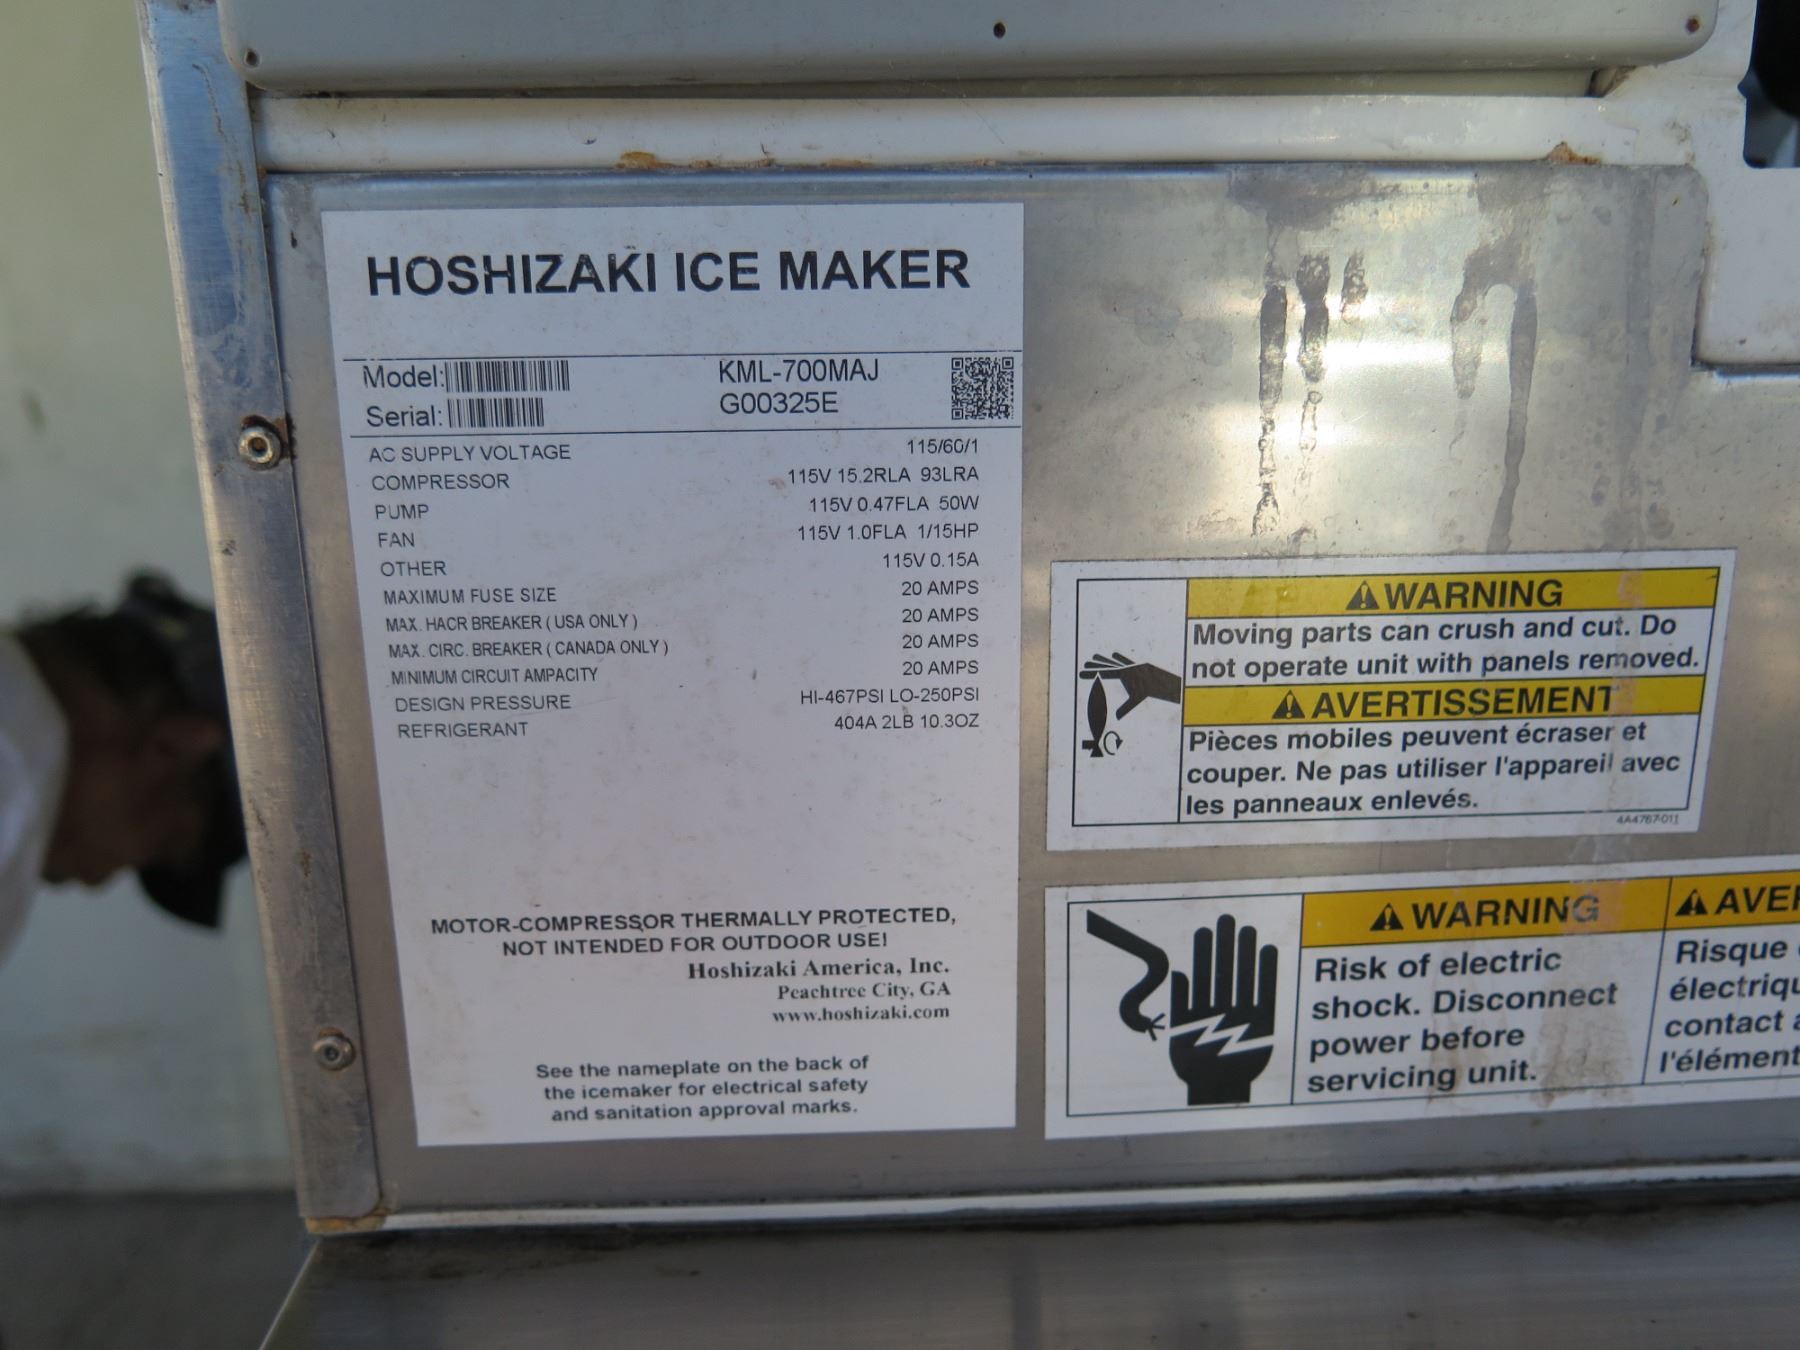 HOSHIZAKI ICE MAKER
Model: KML-700MAJ
Serial: G00325E
AC SUPPLY VOLTAGE 115/60/1
COMPRESSOR 115V 15.2RLA 93LRA
PUMP 115V 0.47FLA 50W
FAN 115V 1.0FLA 1/15HP
OTHER 115V 0.15A
MAXIMUM FUSE SIZE 20 AMPS
MAX. HACR BREAKER ( USA ONLY ) 20 AMPS
MAX. CIRC. BREAKER ( CANADA ONLY ) 20 AMPS
MINIMUM CIRCUIT AMPACITY 20 AMPS
DESIGN PRESSURE HI-467PSI LO-250PSI
REFRIGERANT 404A 2LB 10.3OZ
MOTOR-COMPRESSOR THERMALLY PROTECTED,
NOT INTENDED FOR OUTDOOR USE!
Hoshizaki America, Inc.
Peachtree City, GA
www.hoshizaki.com
See the nameplate on the back of
the icemaker for electrical safety
and sanitation approval marks.
WARNING
Moving parts can crush and cut. Do
not operate unit with panels removed.
AVERTISSEMENT
Pièces mobiles peuvent écraser et
couper. Ne pas utiliser l'appareil avec
les panneaux enlevés.
4A4767-011
WARNING
Risk of electric
shock. Disconnect
power before
servicing unit.
AVER
Risque
électriqu
contact a
l'élément